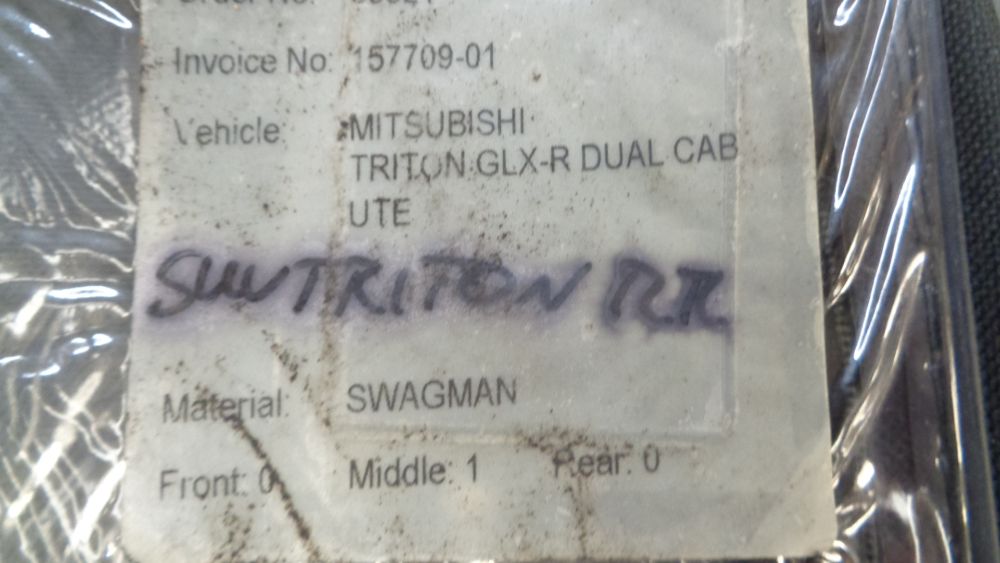 Invoice No: 157709-01
Vehicle: MITSUBISHI
TRITON GLX-R DUAL CAB
UTE
TRITON RR
Material: SWAGMAN
Front: 0 Middle: 1 Rear: 0